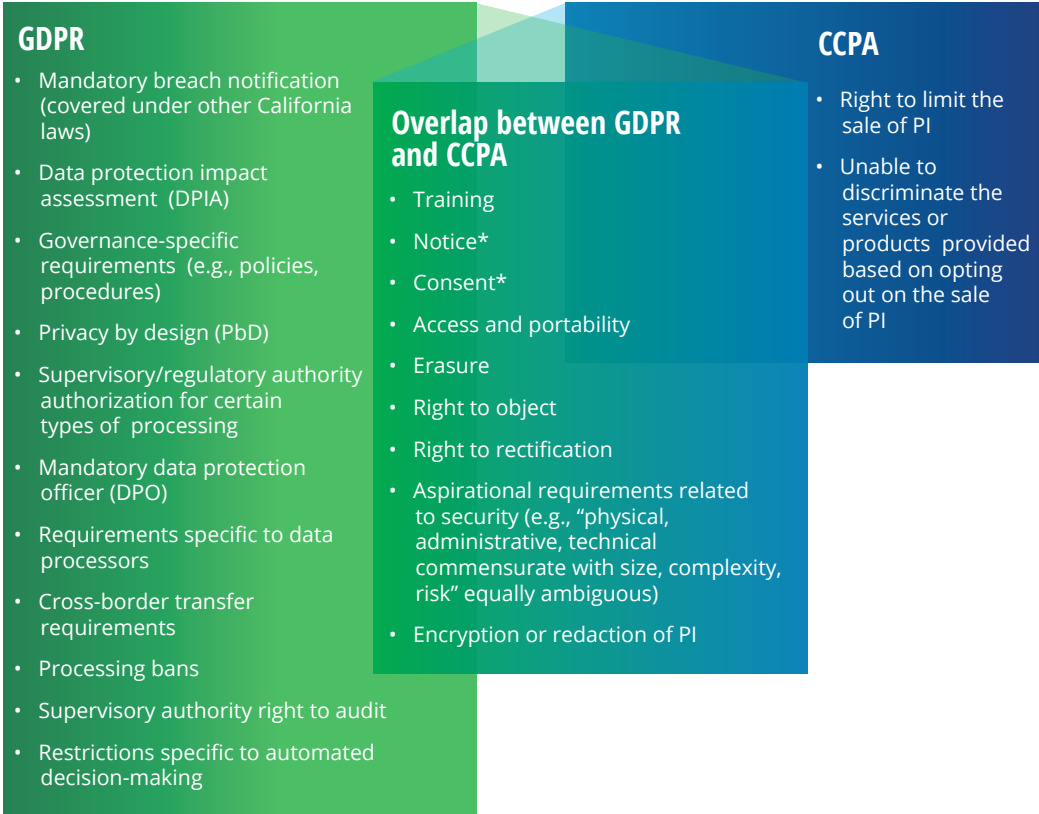 GDPR
• Mandatory breach notification
(covered under other California
laws)
• Data protection impact
assessment (DPIA)
• Governance-specific
requirements (e.g., policies,
procedures)
• Privacy by design (PbD)
• Supervisory/regulatory authority
authorization for certain
types of processing
• Mandatory data protection
officer (DPO)
• Requirements specific to data
processors
• Cross-border transfer
requirements
• Processing bans
• Supervisory authority right to audit
• Restrictions specific to automated
decision-making
Overlap between GDPR
and CCPA
• Training
• Notice*
• Consent*
• Access and portability
• Erasure
• Right to object
• Right to rectification
• Aspirational requirements related
to security (e.g., “physical,
administrative, technical
commensurate with size, complexity,
risk” equally ambiguous)
• Encryption or redaction of PI
CCPA
• Right to limit the
sale of PI
• Unable to
discriminate the
services or
products provided
based on opting
out on the sale
of PI